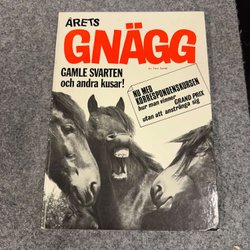 ÅRETS
GNÄGG
GAMLE SVARTEN
och andra kusar!
NU MED
KORRESPONDENSKURSEN
hur man vinner
GRAND PRIX
utan att anstränga sig